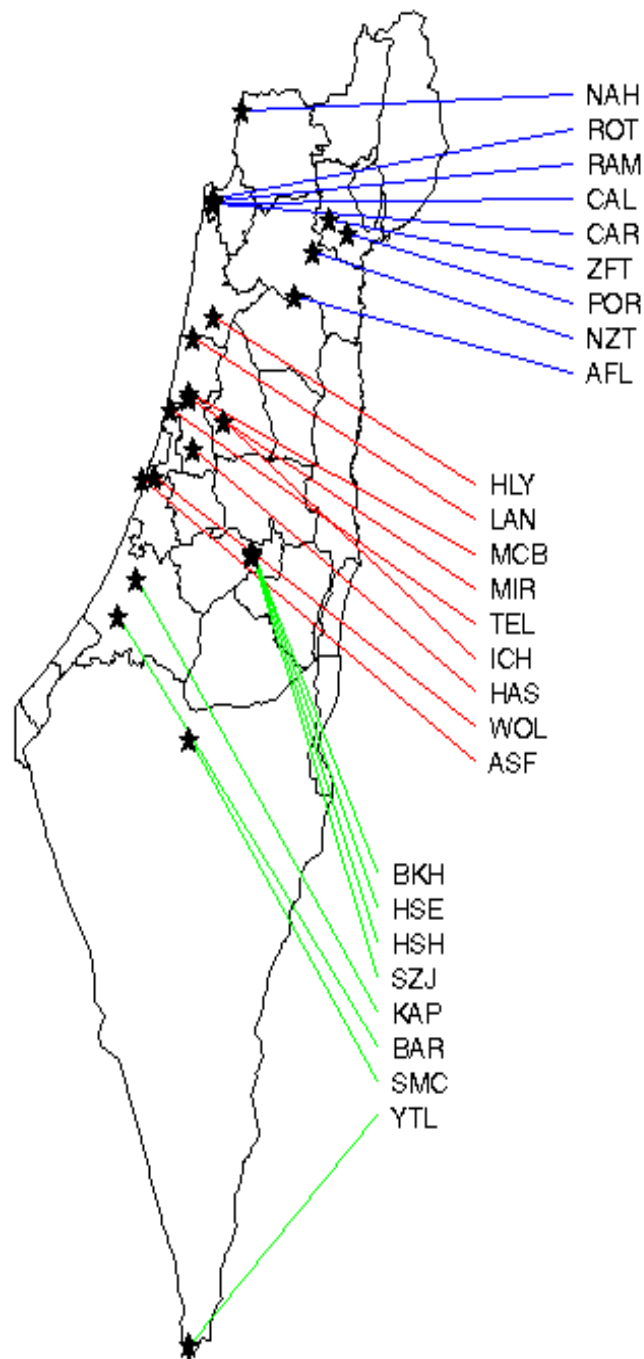 NAH
ROT
RAM
CAL
CAR
ZFT
POR
NZT
AFL
HLY
LAN
MCB
MIR
TEL
ICH
HAS
WOL
ASF
BKH
HSE
HSH
SZJ
KAP
BAR
SMC
YTL